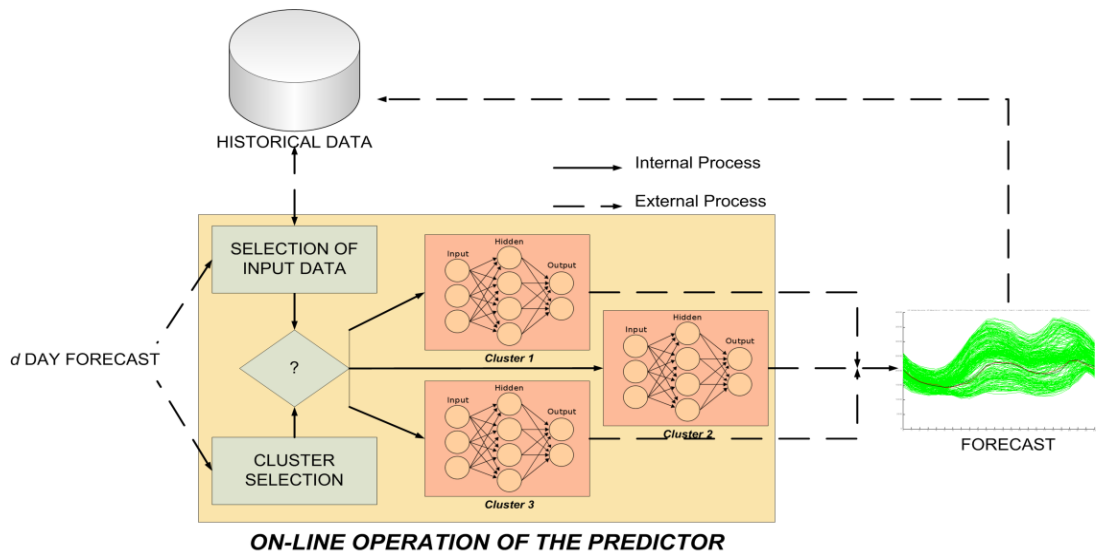 HISTORICAL DATA
Internal Process
External Process
SELECTION OF
INPUT DATA
Input
Hidden
Output
Cluster 1
Input
Hidden
Output
Cluster 2
d DAY FORECAST
?
Input
Hidden
Output
Cluster 3
CLUSTER
SELECTION
FORECAST
ON-LINE OPERATION OF THE PREDICTOR